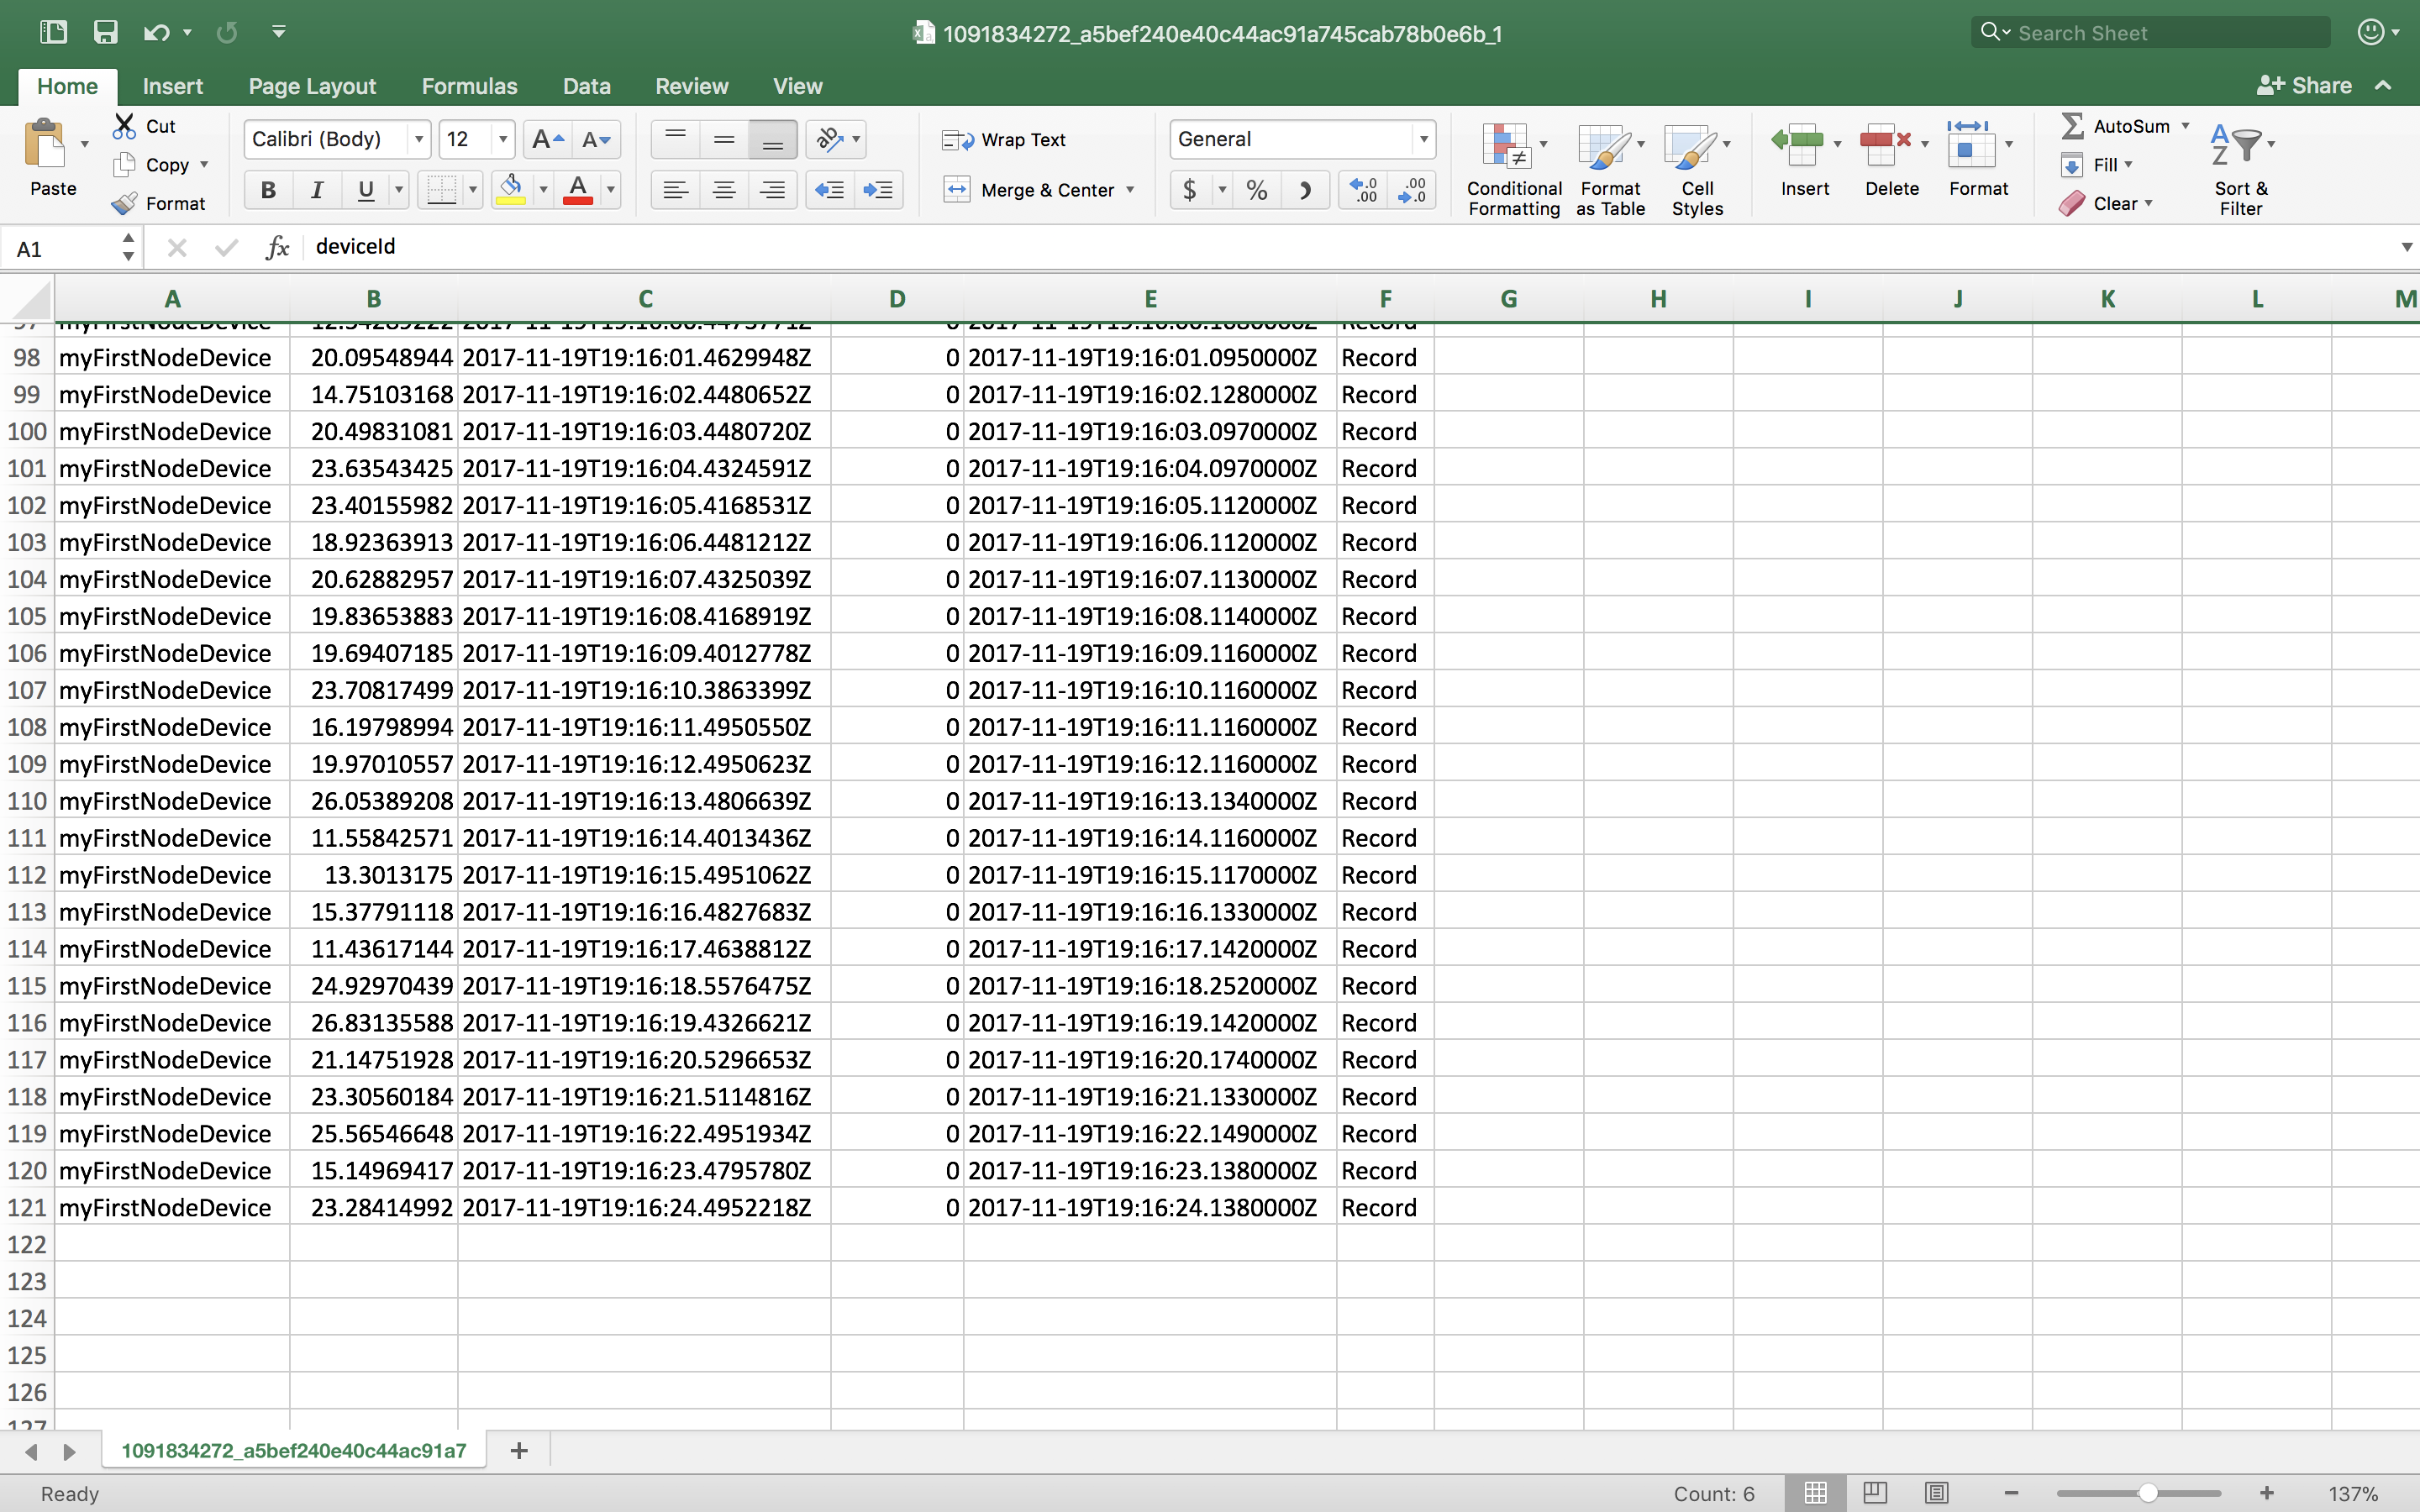 1091834272_a5bef240e40c44ac91a745cab78b0e6b_1
Search Sheet
Home Insert Page Layout Formulas Data Review View Share
Paste Cut Copy Format
Calibri (Body) 12
Wrap Text
Merge & Center
General
Conditional Formatting
Format as Table
Cell Styles
Insert Delete Format
AutoSum
Fill
Clear
Sort & Filter
A1 fx deviceId
A B C D E F G H I J K L M
98 myFirstNodeDevice 20.09548944 2017-11-19T19:16:01.4629948Z 0 2017-11-19T19:16:01.0950000Z Record
99 myFirstNodeDevice 14.75103168 2017-11-19T19:16:02.4480652Z 0 2017-11-19T19:16:02.1280000Z Record
100 myFirstNodeDevice 20.49831081 2017-11-19T19:16:03.4480720Z 0 2017-11-19T19:16:03.0970000Z Record
101 myFirstNodeDevice 23.63543425 2017-11-19T19:16:04.4324591Z 0 2017-11-19T19:16:04.0970000Z Record
102 myFirstNodeDevice 23.40155982 2017-11-19T19:16:05.4168531Z 0 2017-11-19T19:16:05.1120000Z Record
103 myFirstNodeDevice 18.92363913 2017-11-19T19:16:06.4481212Z 0 2017-11-19T19:16:06.1120000Z Record
104 myFirstNodeDevice 20.62882957 2017-11-19T19:16:07.4325039Z 0 2017-11-19T19:16:07.1130000Z Record
105 myFirstNodeDevice 19.83653883 2017-11-19T19:16:08.4168919Z 0 2017-11-19T19:16:08.1140000Z Record
106 myFirstNodeDevice 19.69407185 2017-11-19T19:16:09.4012778Z 0 2017-11-19T19:16:09.1160000Z Record
107 myFirstNodeDevice 23.70817499 2017-11-19T19:16:10.3863399Z 0 2017-11-19T19:16:10.1160000Z Record
108 myFirstNodeDevice 16.19798994 2017-11-19T19:16:11.4950550Z 0 2017-11-19T19:16:11.1160000Z Record
109 myFirstNodeDevice 19.97010557 2017-11-19T19:16:12.4950623Z 0 2017-11-19T19:16:12.1160000Z Record
110 myFirstNodeDevice 26.05389208 2017-11-19T19:16:13.4806639Z 0 2017-11-19T19:16:13.1340000Z Record
111 myFirstNodeDevice 11.55842571 2017-11-19T19:16:14.4013436Z 0 2017-11-19T19:16:14.1160000Z Record
112 myFirstNodeDevice 13.3013175 2017-11-19T19:16:15.4951062Z 0 2017-11-19T19:16:15.1170000Z Record
113 myFirstNodeDevice 15.37791118 2017-11-19T19:16:16.4827683Z 0 2017-11-19T19:16:16.1330000Z Record
114 myFirstNodeDevice 11.43617144 2017-11-19T19:16:17.4638812Z 0 2017-11-19T19:16:17.1420000Z Record
115 myFirstNodeDevice 24.92970439 2017-11-19T19:16:18.5576475Z 0 2017-11-19T19:16:18.2520000Z Record
116 myFirstNodeDevice 26.83135588 2017-11-19T19:16:19.4326621Z 0 2017-11-19T19:16:19.1420000Z Record
117 myFirstNodeDevice 21.14751928 2017-11-19T19:16:20.5296653Z 0 2017-11-19T19:16:20.1740000Z Record
118 myFirstNodeDevice 23.30560184 2017-11-19T19:16:21.5114816Z 0 2017-11-19T19:16:21.1330000Z Record
119 myFirstNodeDevice 25.56546648 2017-11-19T19:16:22.4951934Z 0 2017-11-19T19:16:22.1490000Z Record
120 myFirstNodeDevice 15.14969417 2017-11-19T19:16:23.4795780Z 0 2017-11-19T19:16:23.1380000Z Record
121 myFirstNodeDevice 23.28414992 2017-11-19T19:16:24.4952218Z 0 2017-11-19T19:16:24.1380000Z Record
122
123
124
125
126
127
1091834272_a5bef240e40c44ac91a7
Ready Count: 6 137%